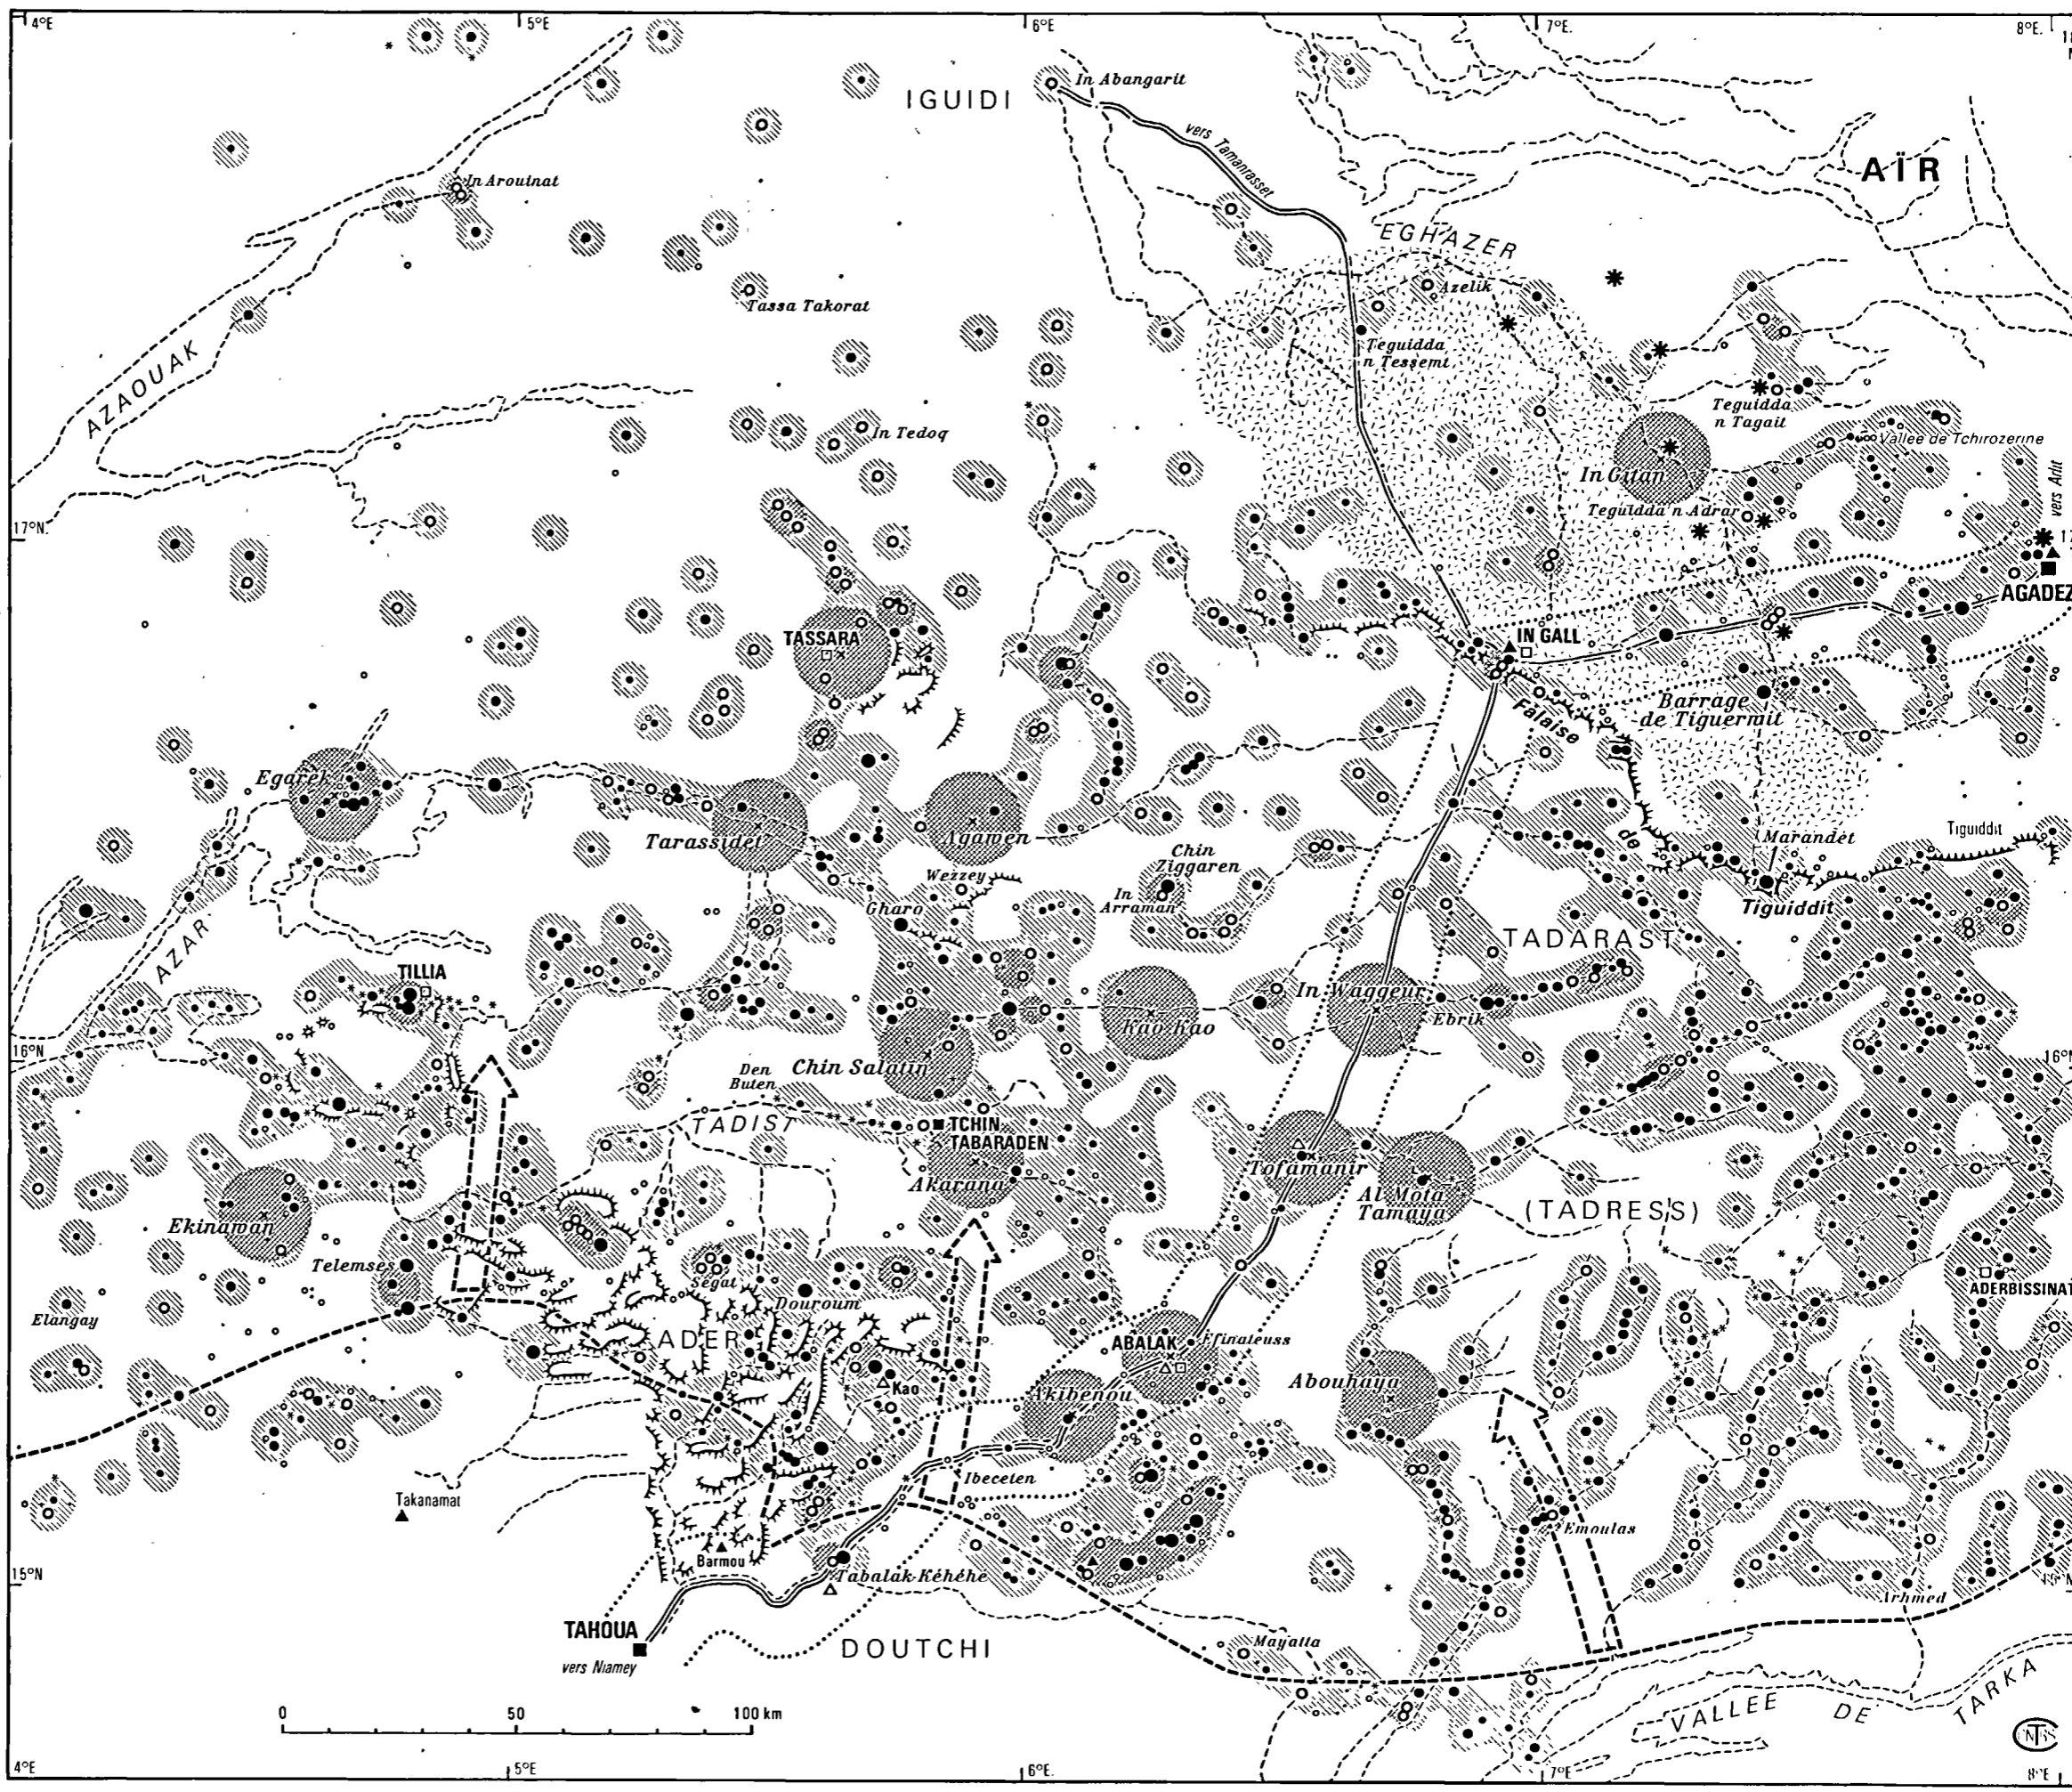 4°E
5°E
6°E
7°E.
8°E.
In Abangarit
IGUIDI
vers Tamanrasset
AÏR
In Arouinat
EGHAZER
Azelik
Tassa Takorat
Teguidda
n Tessemt
AZAOUAK
Teguidda
n Tagait
In Tedoq
Vallée de Tchirozerine
In Gitan
vers Arlit
Teguidda n Adrar
17°N.
AGADEZ
TASSARA
IN GALL
Barrage
de Tiguermit
Falaise
Egarek
Tarassidet
Agawen
de
Marandet
Tiguiddit
Chin
Ziggaren
Wezzey
In
Arraman
Gharo
Tiguiddit
TADARAST
AZAR
TILLIA
In Waggeur
Kao Kao
Ebrik
16°N
16°N
Chin Salatin
Den
Buten
TADIST
TCHIN
TABARADEN
Tofamanir
Akarana
Al Mota
Tamaya
(TADRESS)
Ekinawan
Telemses
Segat
ADERBISSINAT
Elangay
Douroum
ADER
ABALAK
Efinateuss
Kao
Akibenou
Abouhaya
Ibeceten
Takanamat
Emoulas
Barmou
15°N
Tabalak-Kéhéhé
Arhmed
TAHOUA
vers Niamey
DOUTCHI
Mayatta
VALLEE DE TARKA
0 50 100 km
CNRS
4°E
5°E
6°E.
7°E
8°E